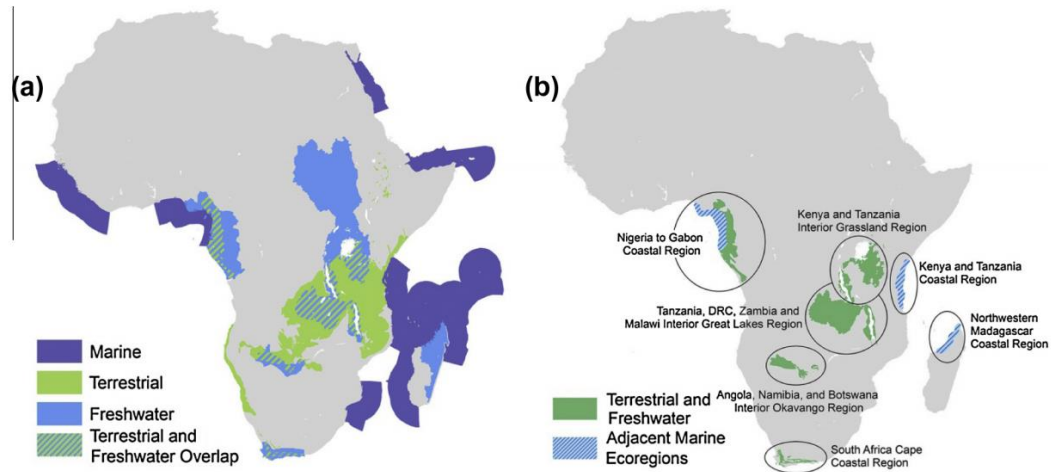 (a)
Marine
Terrestrial
Freshwater
Terrestrial and
Freshwater Overlap
(b)
Nigeria to Gabon
Coastal Region
Kenya and Tanzania
Interior Grassland Region
Kenya and Tanzania
Coastal Region
Tanzania, DRC, Zambia and
Malawi Interior Great Lakes Region
Northwestern
Madagascar
Coastal Region
Angola, Namibia, and Botswana
Interior Okavango Region
South Africa Cape
Coastal Region
Terrestrial and
Freshwater
Adjacent Marine
Ecoregions